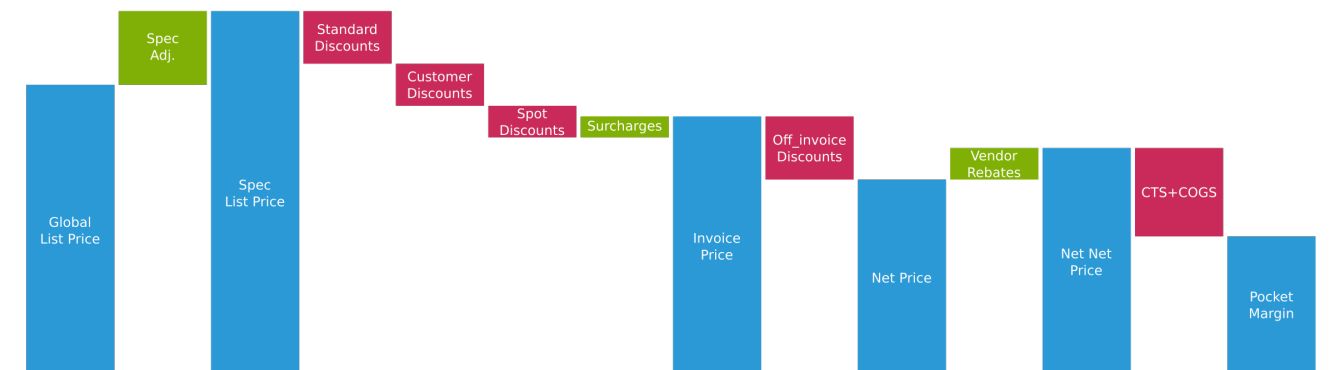 Global
List Price
Spec
Adj.
Spec
List Price
Standard
Discounts
Customer
Discounts
Spot
Discounts
Surcharges
Invoice
Price
Off_invoice
Discounts
Net Price
Vendor
Rebates
Net Net
Price
CTS+COGS
Pocket
Margin